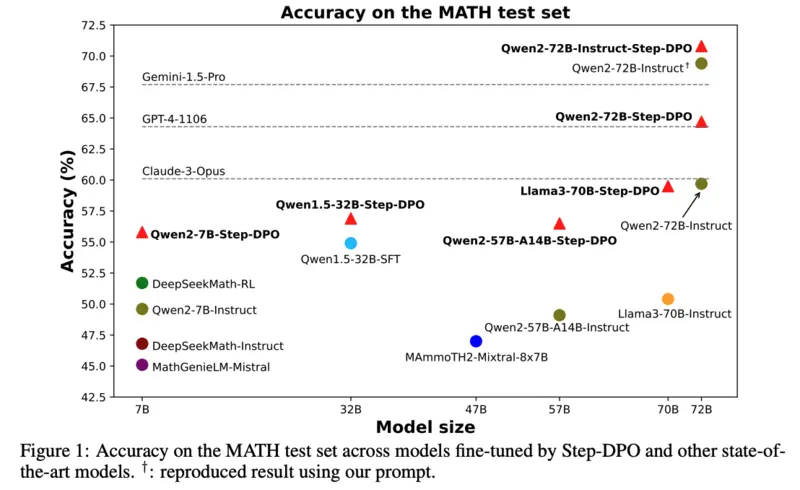 Accuracy on the MATH test set
Accuracy (%)
72.5
70.0
67.5
65.0
62.5
60.0
57.5
55.0
52.5
50.0
47.5
45.0
42.5
Qwen2-72B-Instruct-Step-DPO
Qwen2-72B-Instruct†
Gemini-1.5-Pro
GPT-4-1106
Qwen2-72B-Step-DPO
Claude-3-Opus
Llama3-70B-Step-DPO
Qwen1.5-32B-Step-DPO
Qwen2-72B-Instruct
Qwen2-7B-Step-DPO
Qwen2-57B-A14B-Step-DPO
Qwen1.5-32B-SFT
DeepSeekMath-RL
Qwen2-7B-Instruct
Llama3-70B-Instruct
Qwen2-57B-A14B-Instruct
DeepSeekMath-Instruct
MAmmoTH2-Mixtral-8x7B
MathGenieLM-Mistral
7B 32B 47B 57B 70B 72B
Model size
Figure 1: Accuracy on the MATH test set across models fine-tuned by Step-DPO and other state-of-
the-art models. †: reproduced result using our prompt.